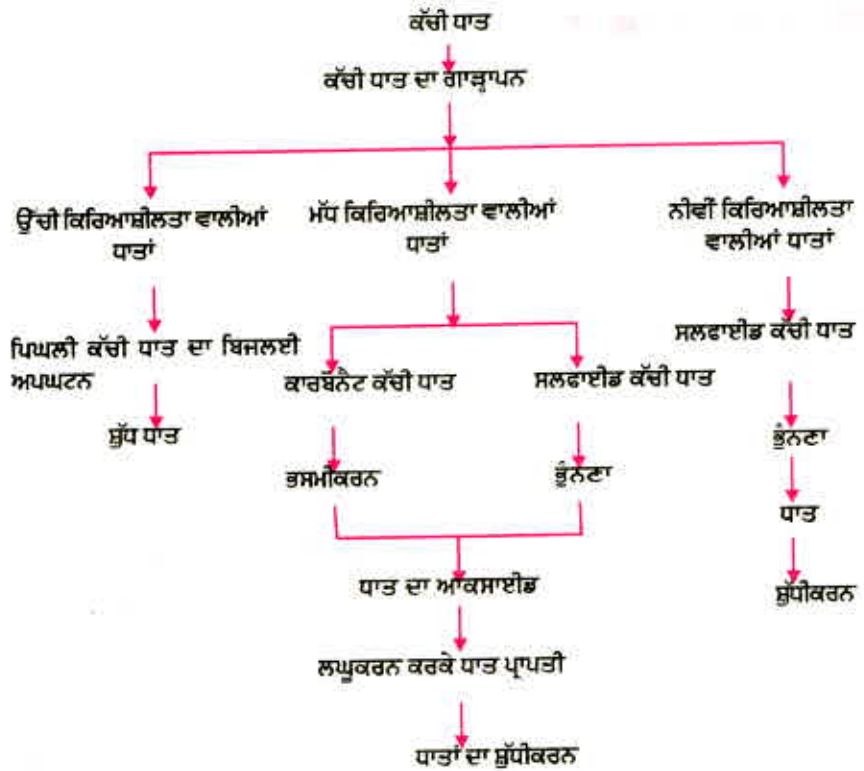 ਕੱਚੀ ਧਾਤ
ਕੱਚੀ ਧਾਤ ਦਾ ਗਾੜ੍ਹਾਪਨ
ਉੱਚੀ ਕਿਰਿਆਸ਼ੀਲਤਾ ਵਾਲੀਆਂ
ਧਾਤਾਂ
ਮੱਧ ਕਿਰਿਆਸ਼ੀਲਤਾ ਵਾਲੀਆਂ
ਧਾਤਾਂ
ਨੀਵੀਂ ਕਿਰਿਆਸ਼ੀਲਤਾ
ਵਾਲੀਆਂ ਧਾਤਾਂ
ਪਿਘਲੀ ਕੱਚੀ ਧਾਤ ਦਾ ਬਿਜਲਈ
ਅਪਘਟਨ
ਸ਼ੁੱਧ ਧਾਤ
ਕਾਰਬੋਨੇਟ ਕੱਚੀ ਧਾਤ
ਸਲਫਾਈਡ ਕੱਚੀ ਧਾਤ
ਸਲਫਾਈਡ ਕੱਚੀ ਧਾਤ
ਭਸਮੀਕਰਨ
ਭੁੰਨਣਾ
ਭੁੰਨਣਾ
ਧਾਤ
ਸ਼ੁੱਧੀਕਰਨ
ਧਾਤ ਦਾ ਆਕਸਾਈਡ
ਲਘੂਕਰਨ ਕਰਕੇ ਧਾਤ ਪ੍ਰਾਪਤੀ
ਧਾਤਾਂ ਦਾ ਸ਼ੁੱਧੀਕਰਨ